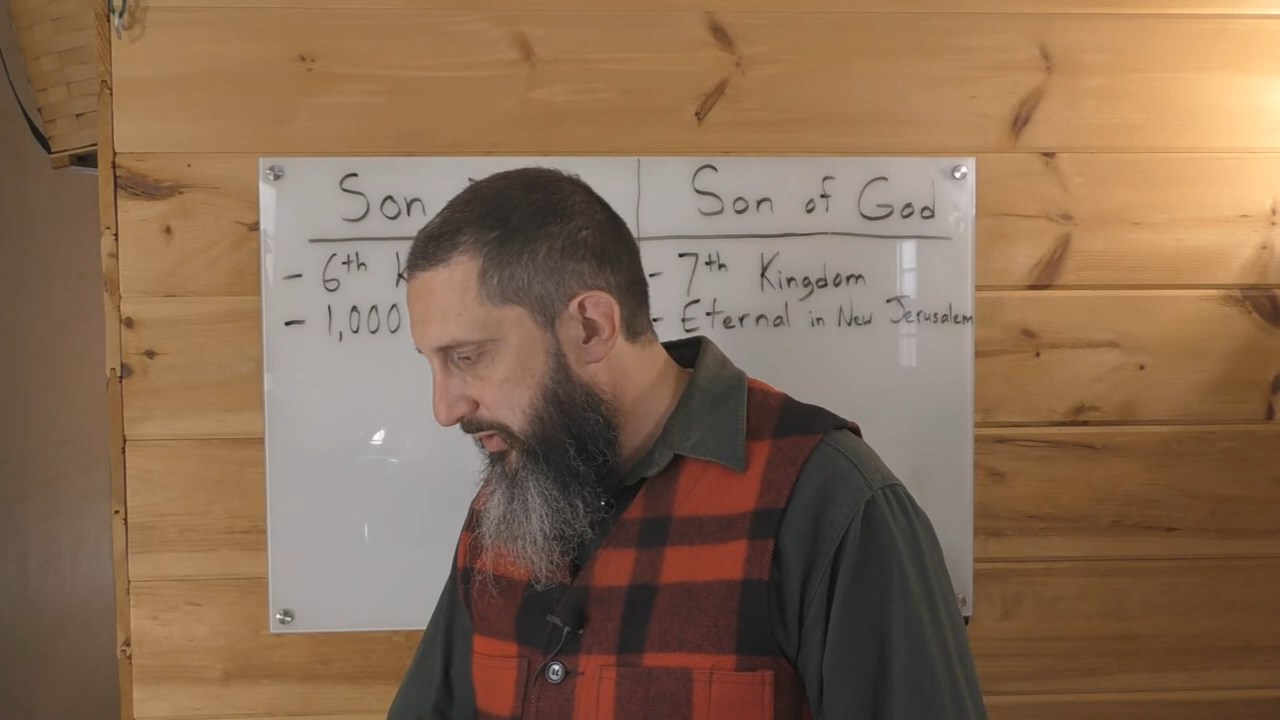 Son
Son of God
- 6th K
- 7th Kingdom
- 1,000
- Eternal in New Jerusalem